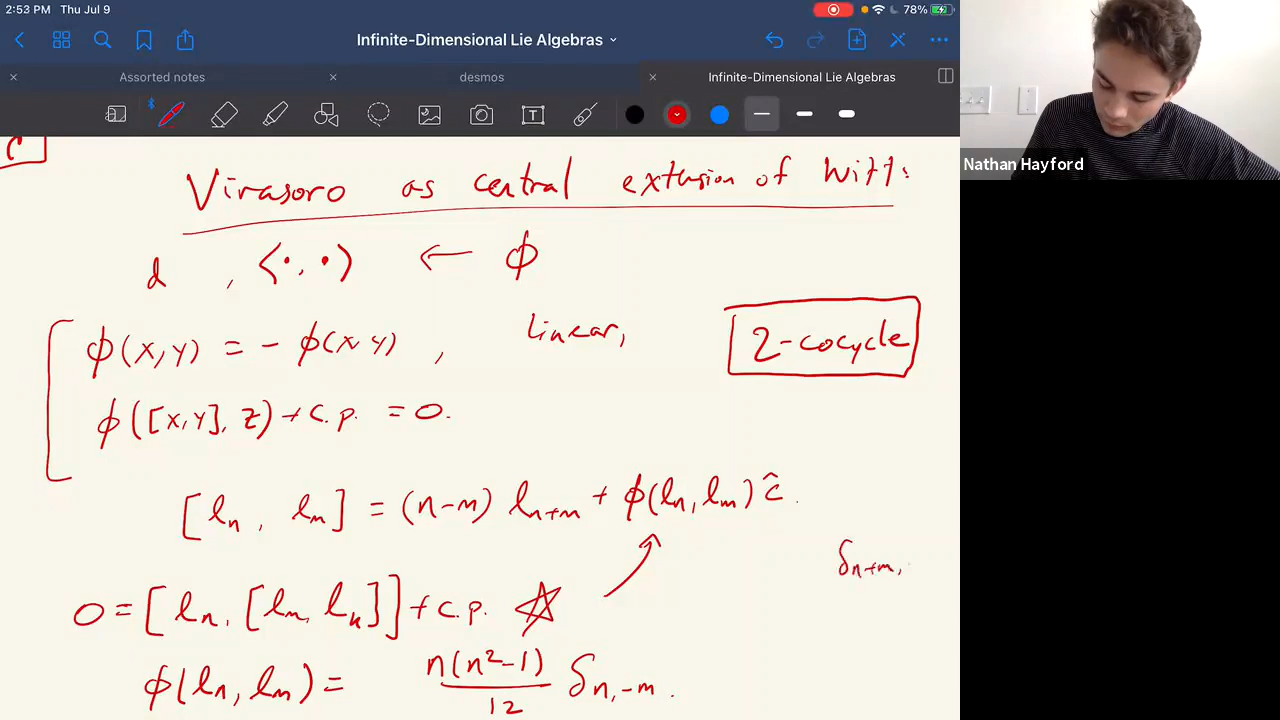 2:53 PM Thu Jul 9 78%
Infinite-Dimensional Lie Algebras
Assorted notes desmos Infinite-Dimensional Lie Algebras
Nathan Hayford
c
Virasoro as central extension of Witt:
d , ⟨·,·⟩ ← ϕ
ϕ(x,y) = - ϕ(x,y) , linear, 2-cocycle
ϕ([x,y], z) + c.p. = 0.
[lₙ, lₘ] = (n-m) lₙ₊ₘ + ϕ(lₙ, lₘ) ĉ.
δₙ₊ₘ,
0 = [lₙ, [lₘ, lₖ]] + c.p. ☆
ϕ(lₙ, lₘ) = n(n²-1)/12 δₙ,₋ₘ.